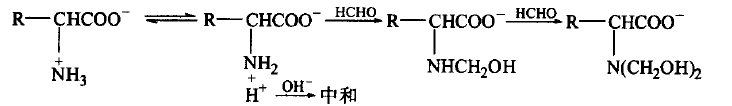 R—CHCOO⁻ ⇌ R—CHCOO⁻ HCHO→ R—CHCOO⁻ HCHO→ R—CHCOO⁻
⁺NH₃ NH₂ NHCH₂OH N(CH₂OH)₂
+
H⁺ OH⁻→中和